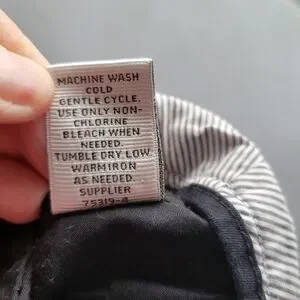 MACHINE WASH
COLD
GENTLE CYCLE.
USE ONLY NON-
CHLORINE
BLEACH WHEN
NEEDED.
TUMBLE DRY LOW
WARM IRON
AS NEEDED.
SUPPLIER
75319-4